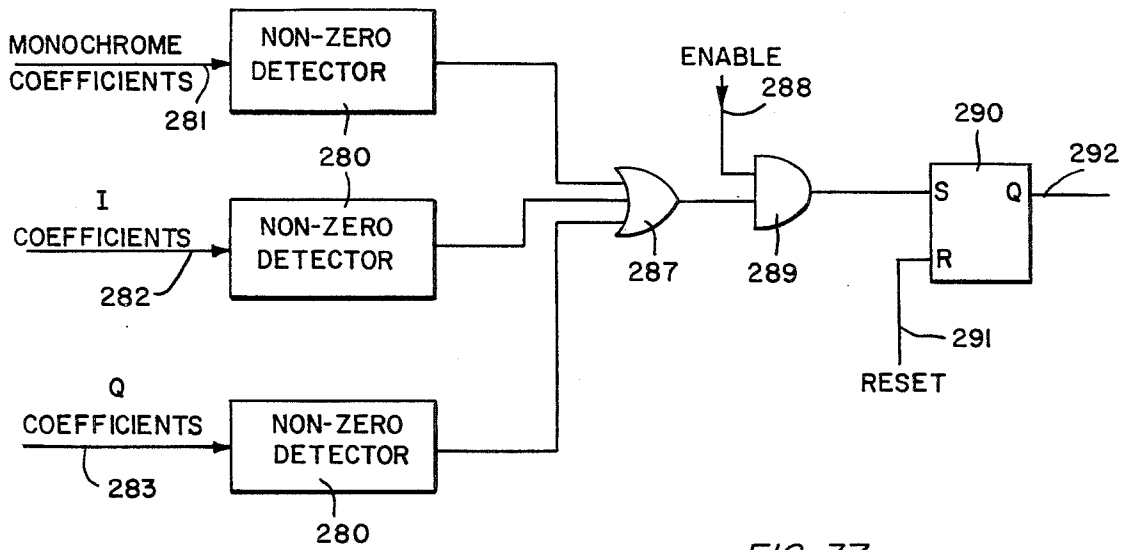 MONOCHROME
COEFFICIENTS
281
NON-ZERO
DETECTOR
280
I
COEFFICIENTS
282
NON-ZERO
DETECTOR
Q
COEFFICIENTS
283
NON-ZERO
DETECTOR
280
287
ENABLE
288
289
290
S
Q
R
292
291
RESET